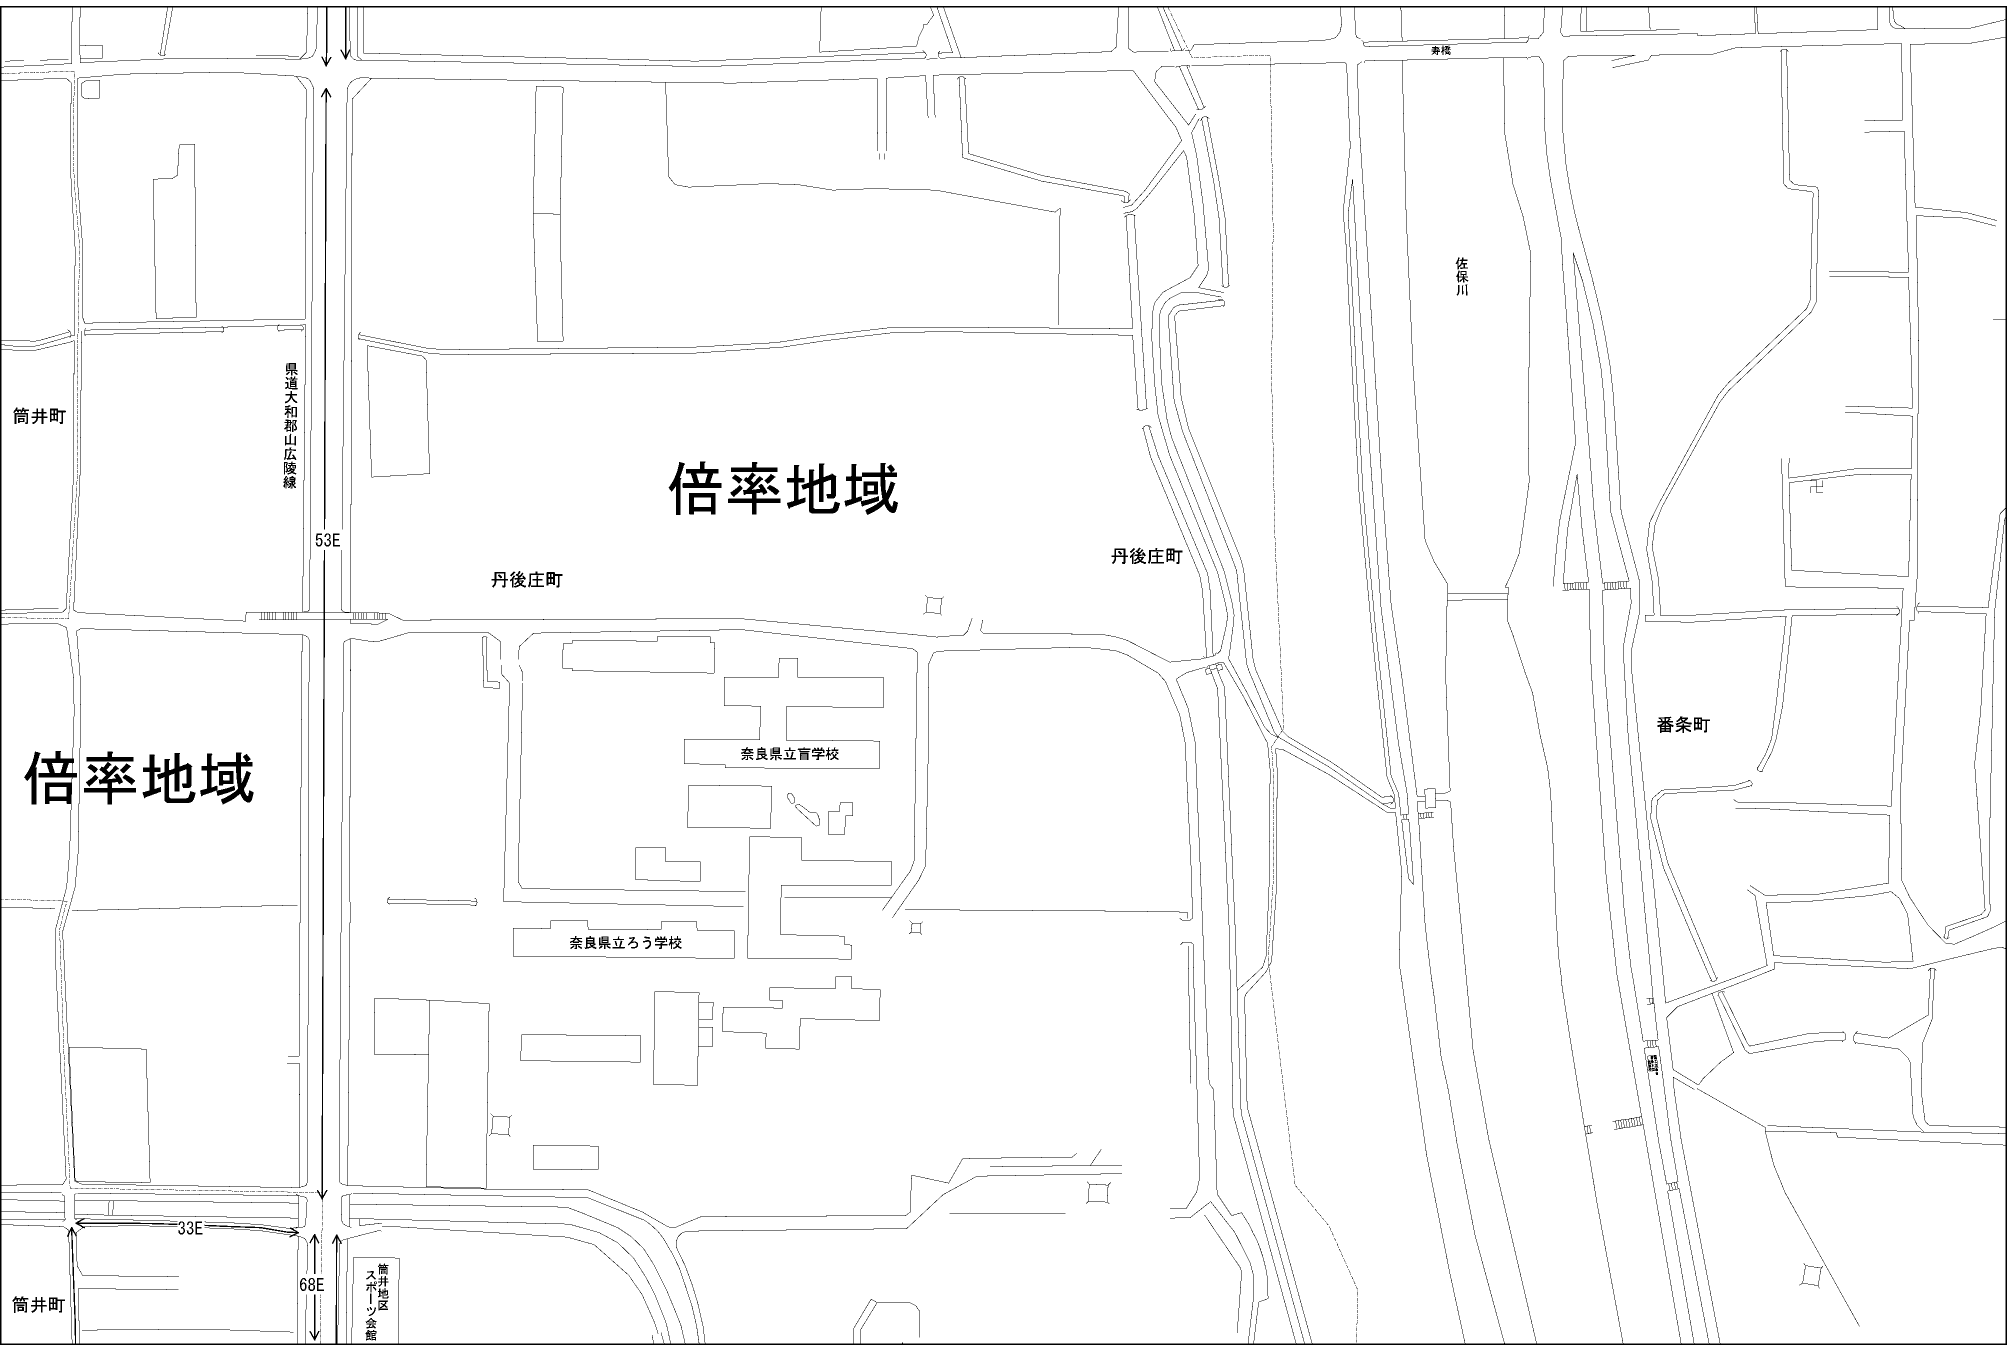 寿橋
佐保川
県道大和郡山広陵線
筒井町
倍率地域
53E
丹後庄町
丹後庄町
番条町
奈良県立盲学校
倍率地域
奈良県立ろう学校
33E
68E
筒井地区
スポーツ会館
筒井町